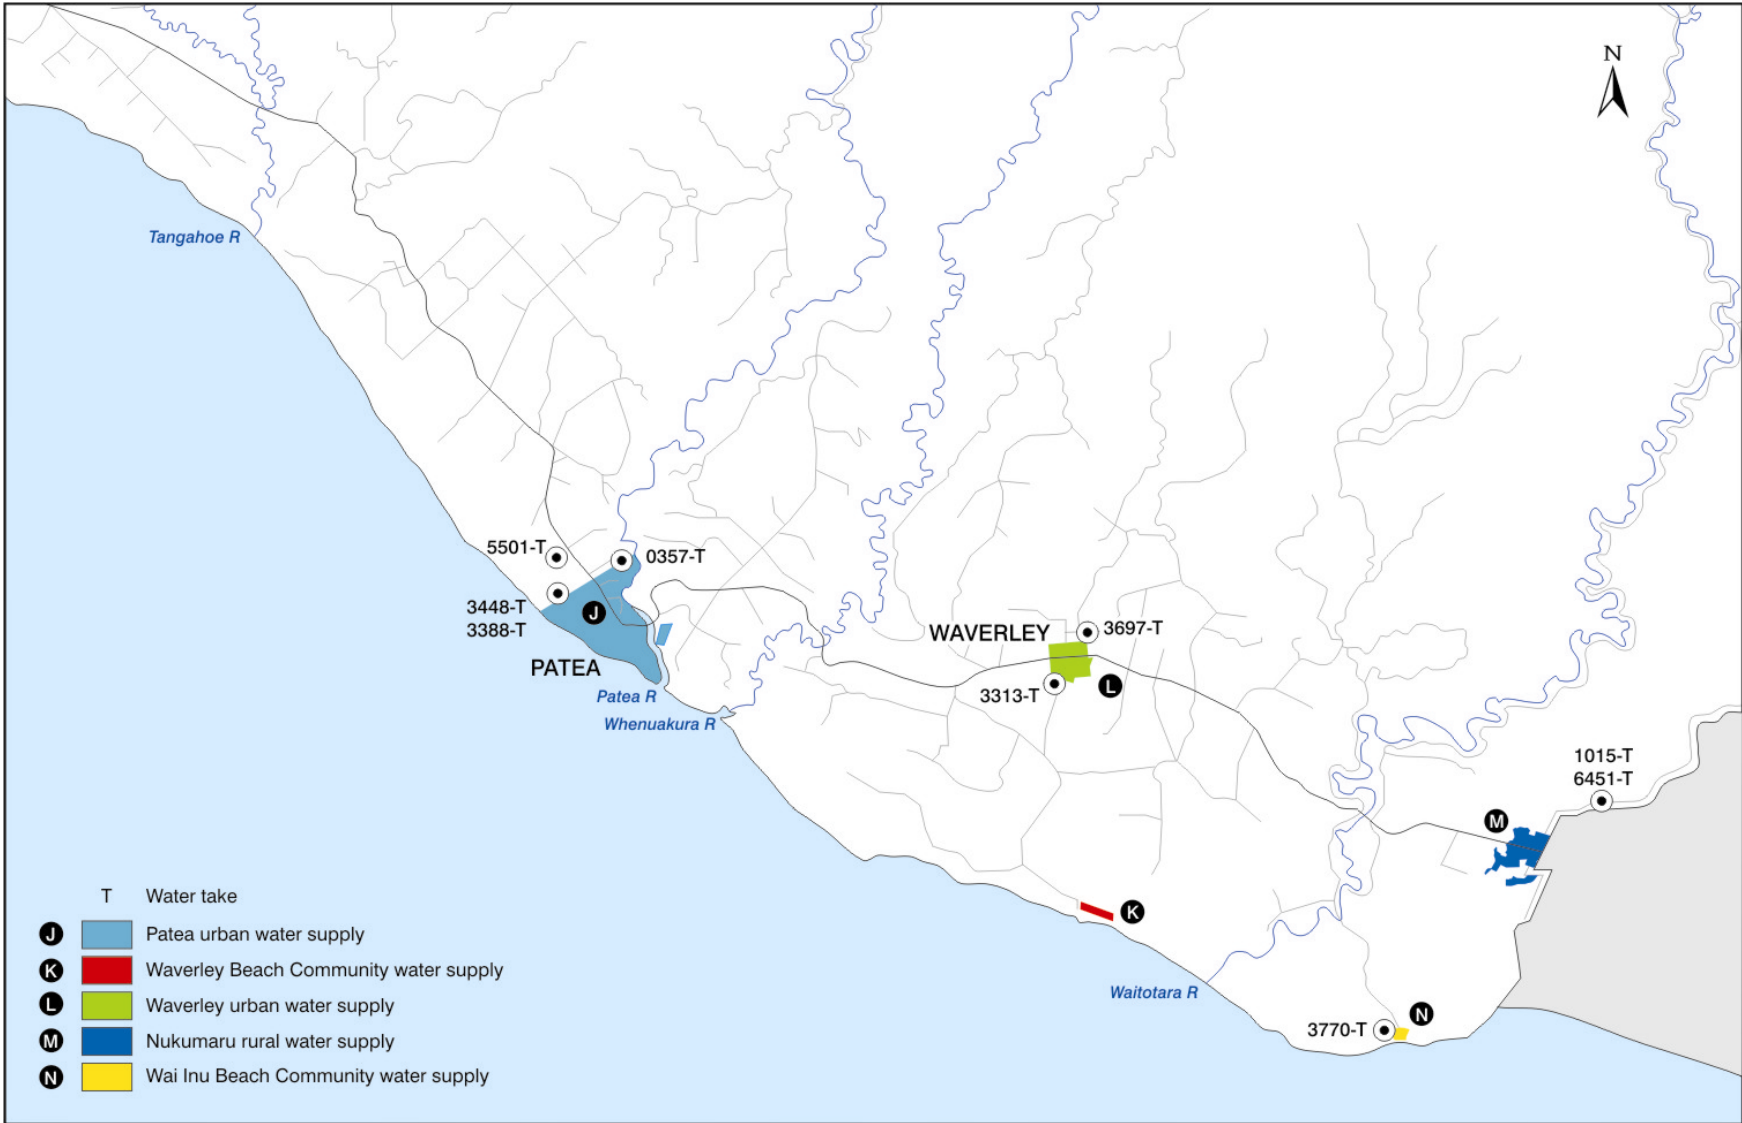 N
Tangahoe R
5501-T
0357-T
3448-T
3388-T
J
PATEA
Patea R
Whenuakura R
WAVERLEY
3697-T
3313-T
L
1015-T
6451-T
M
K
Waitotara R
N
3770-T
T Water take
J Patea urban water supply
K Waverley Beach Community water supply
L Waverley urban water supply
M Nukumaru rural water supply
N Wai Inu Beach Community water supply